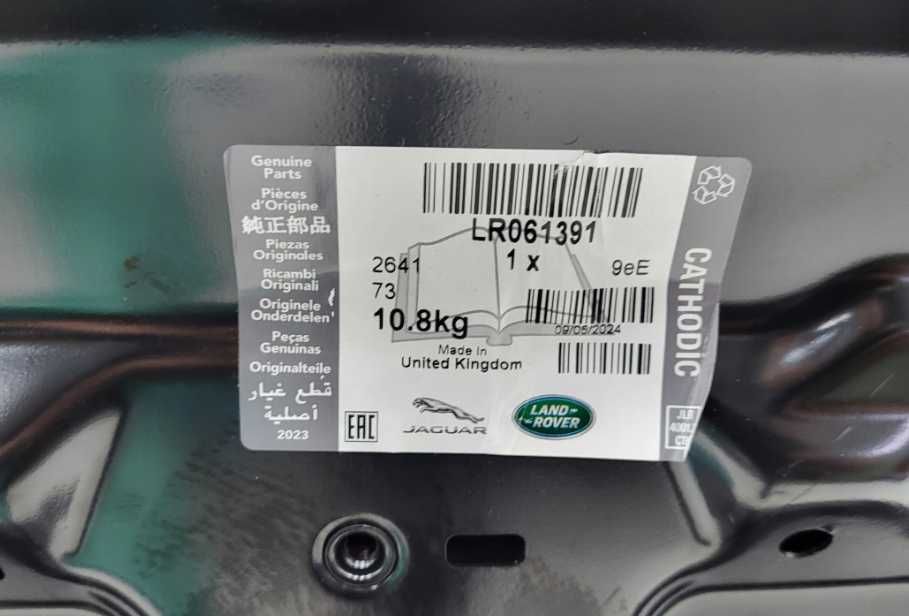 Genuine
Parts
Pièces
d'Origine
純正部品
Piezas
Originales
Ricambi
Originali
Originele
Onderdelen
Peças
Genuinas
Originalteile
قطع غيار
أصلية
2023
LR061391
1 x
2641
9eE
73
10.8kg
09/05/2024
Made in
United Kingdom
EAC
JAGUAR
LAND
ROVER
CATHODIC
JLR